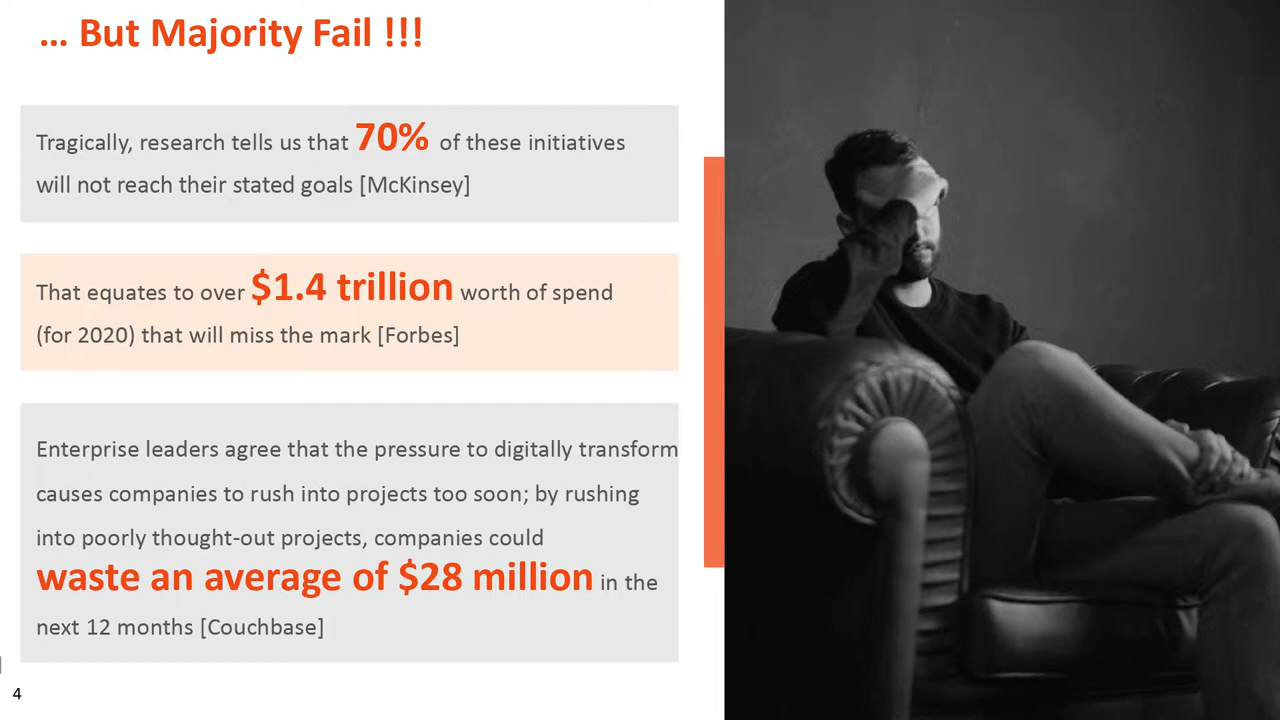 ... But Majority Fail !!!
Tragically, research tells us that 70% of these initiatives
will not reach their stated goals [McKinsey]
That equates to over $1.4 trillion worth of spend
(for 2020) that will miss the mark [Forbes]
Enterprise leaders agree that the pressure to digitally transform
causes companies to rush into projects too soon; by rushing
into poorly thought-out projects, companies could
waste an average of $28 million in the
next 12 months [Couchbase]
4